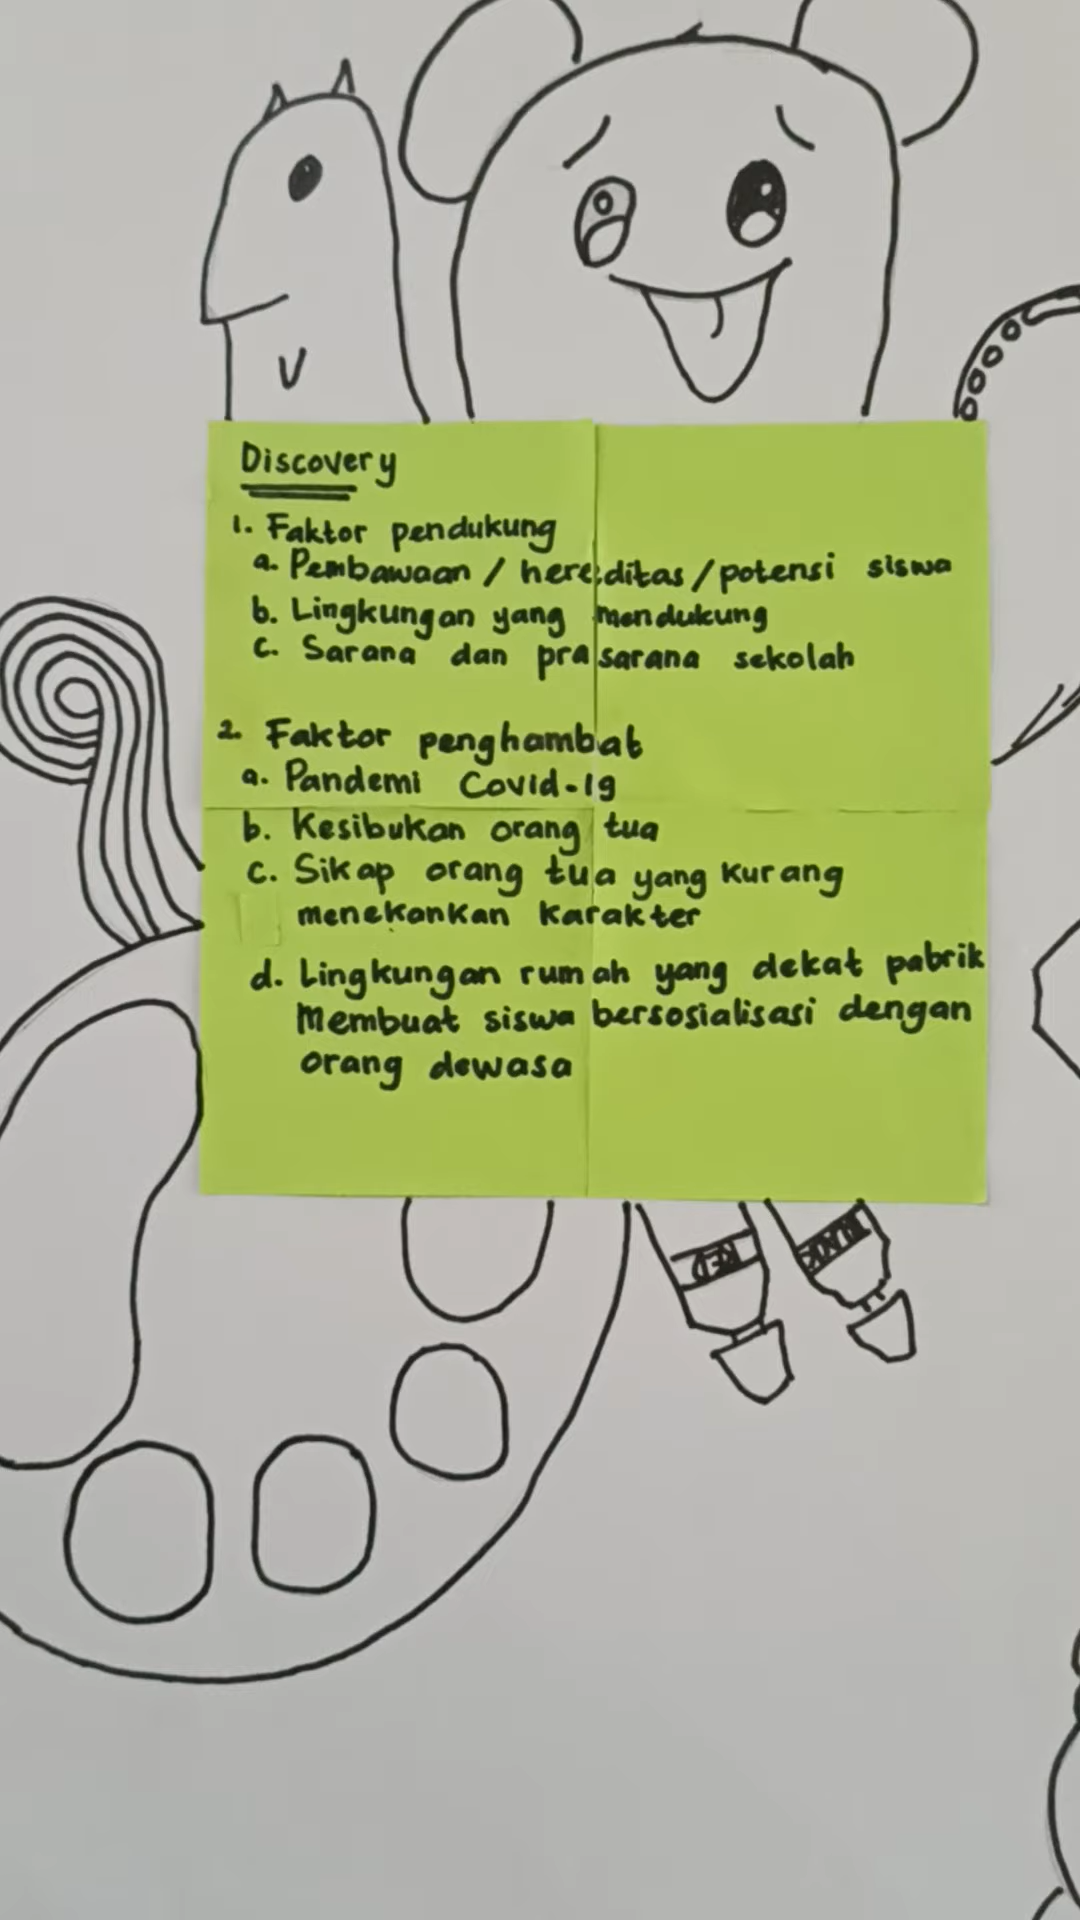 Discovery
1. Faktor pendukung
a. Pembawaan / hereditas / potensi siswa
b. Lingkungan yang mendukung
c. Sarana dan prasarana sekolah
2. Faktor penghambat
a. Pandemi Covid-19
b. Kesibukan orang tua
c. Sikap orang tua yang kurang
menekankan karakter
d. Lingkungan rumah yang dekat pabrik
Membuat siswa bersosialisasi dengan
orang dewasa
RED